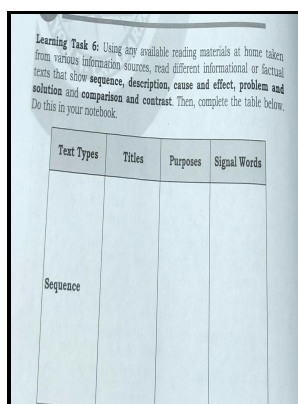 Learning Task 6: Using any available reading materials at home taken
from various information sources, read different informational or factual
texts that show sequence, description, cause and effect, problem and
solution and comparison and contrast. Then, complete the table below.
Do this in your notebook.
Text Types Titles Purposes Signal Words
Sequence